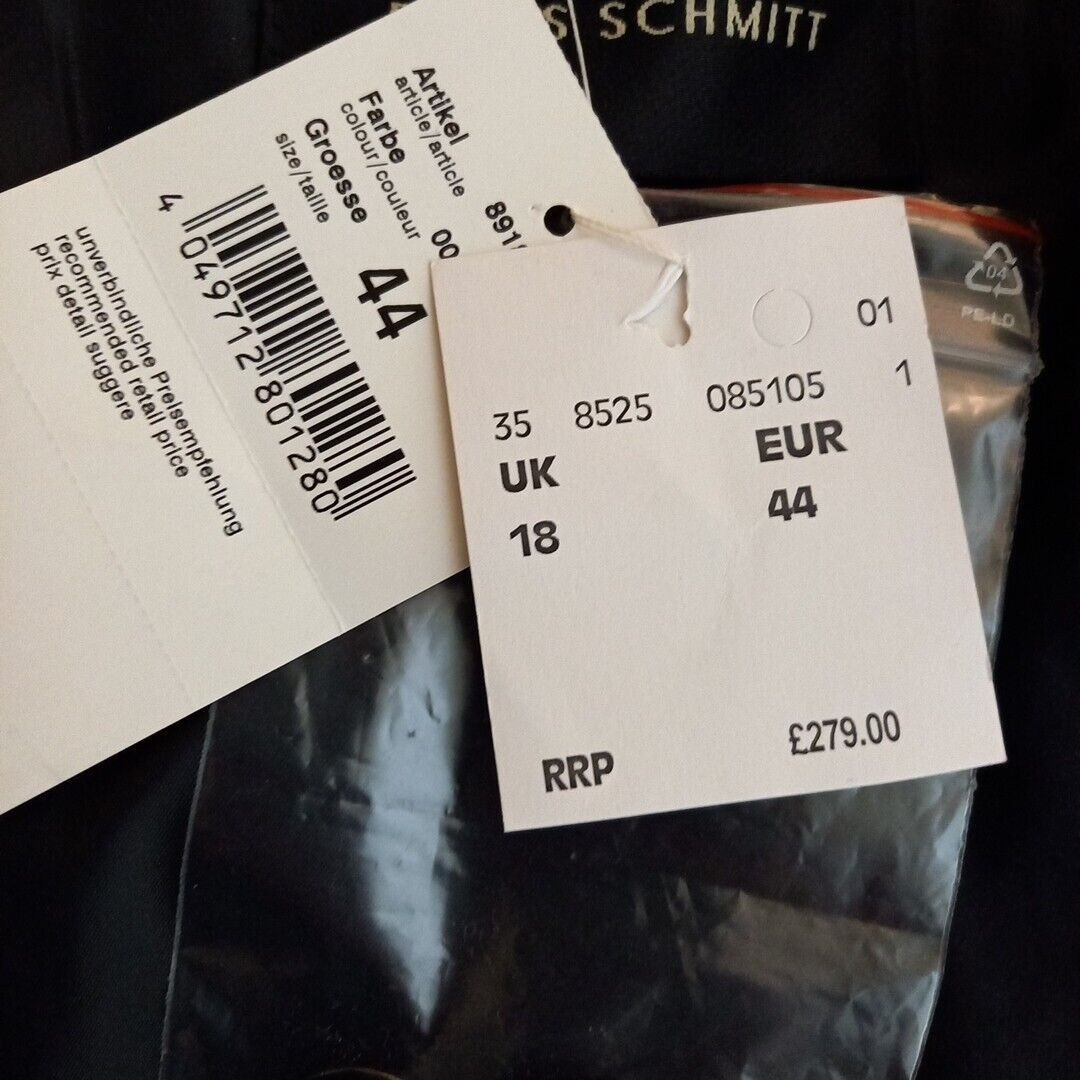 S SCHMITT
Artikel
article/article
Farbe
colour/couleur
00
Groesse
size/taille
44
4 049712 801280
unverbindliche Preisempfehlung
recommended retail price
prix detail suggere
04
PE-LD
01
35 8525 085105 1
UK EUR
18 44
RRP £279.00